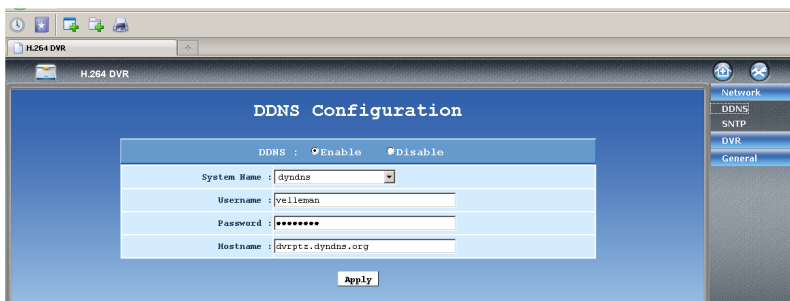 H.264 DVR
H.264 DVR
Network
DDNS
SNTP
DVR
General
DDNS Configuration
DDNS : Enable Disable
System Name : dyndns
Username : velleman
Password : ••••••••
Hostname : dvrptz.dyndns.org
Apply